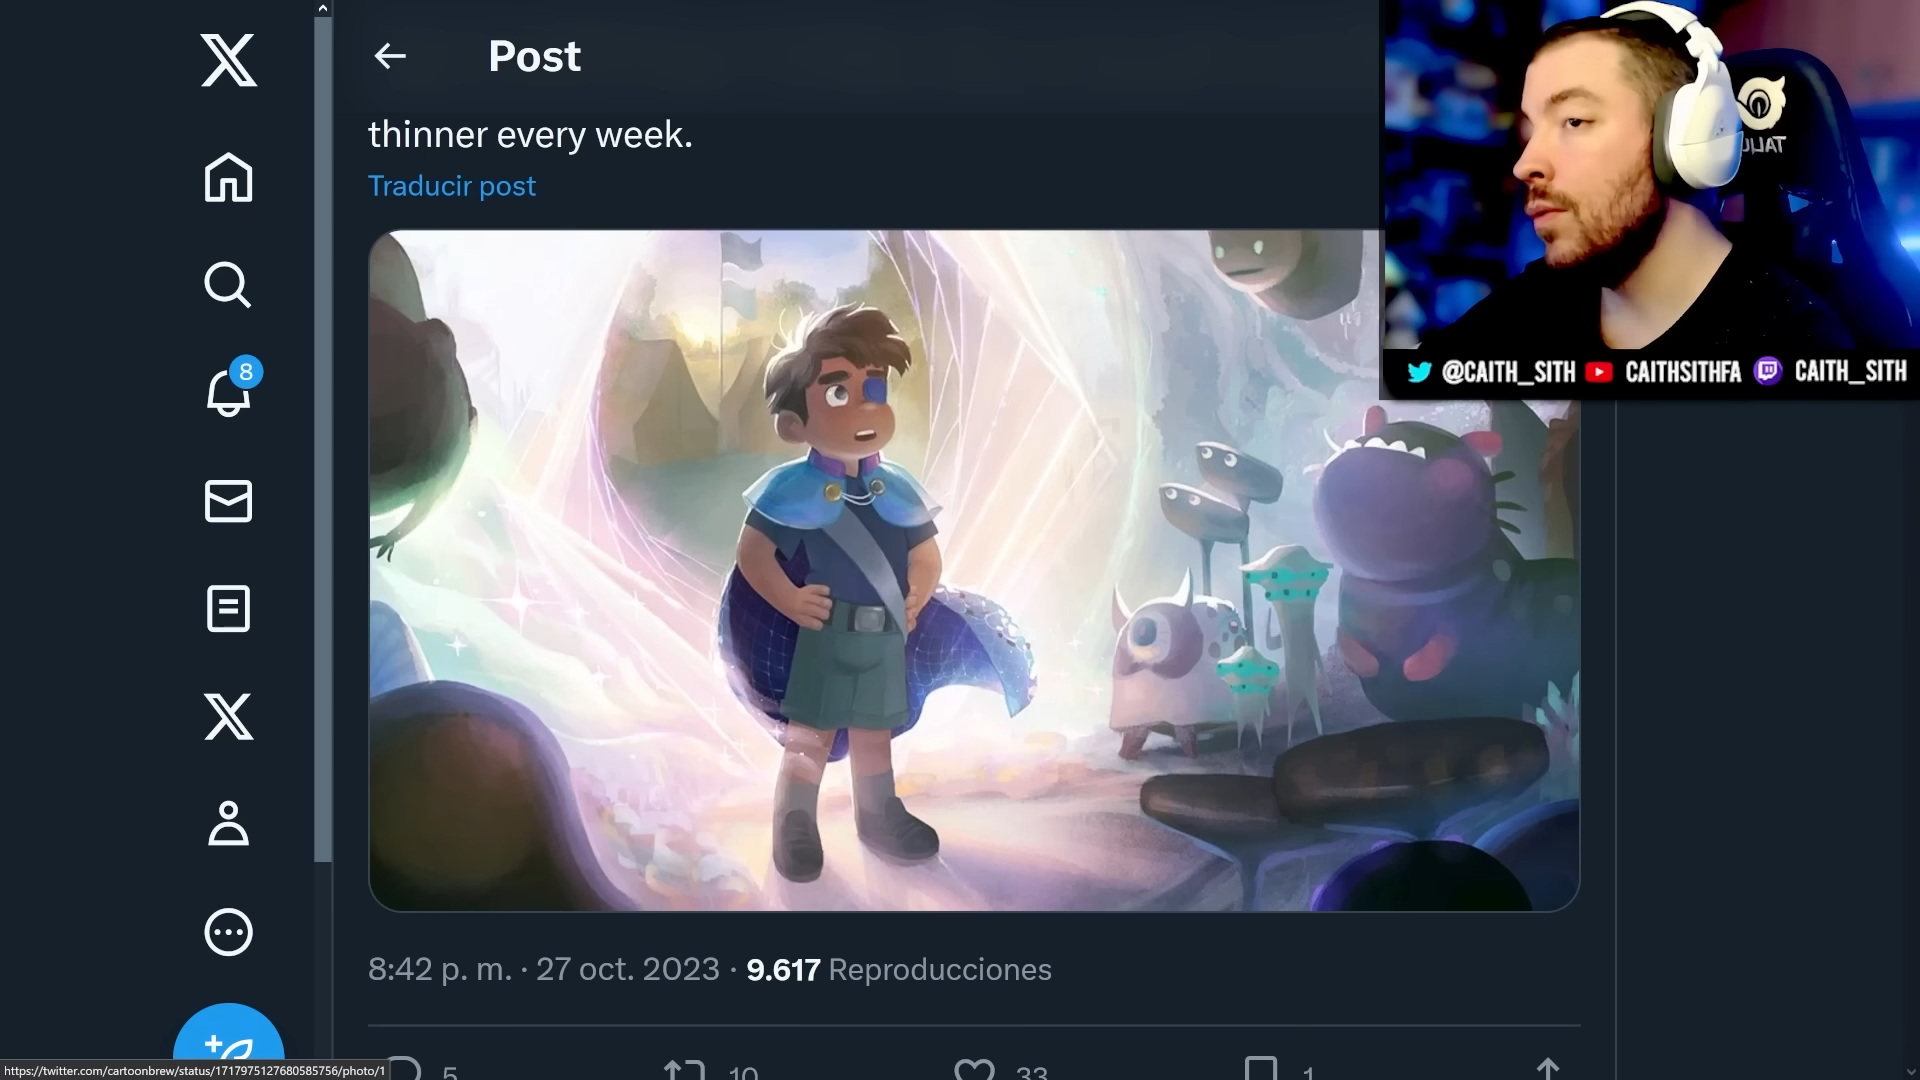 Post
thinner every week.
Traducir post
8
@CAITH_SITH CAITHSITHFA CAITH_SITH
8:42 p. m. · 27 oct. 2023 · 9.617 Reproducciones
5 10 33 1
https://twitter.com/cartoonbrew/status/1717975127680585756/photo/1